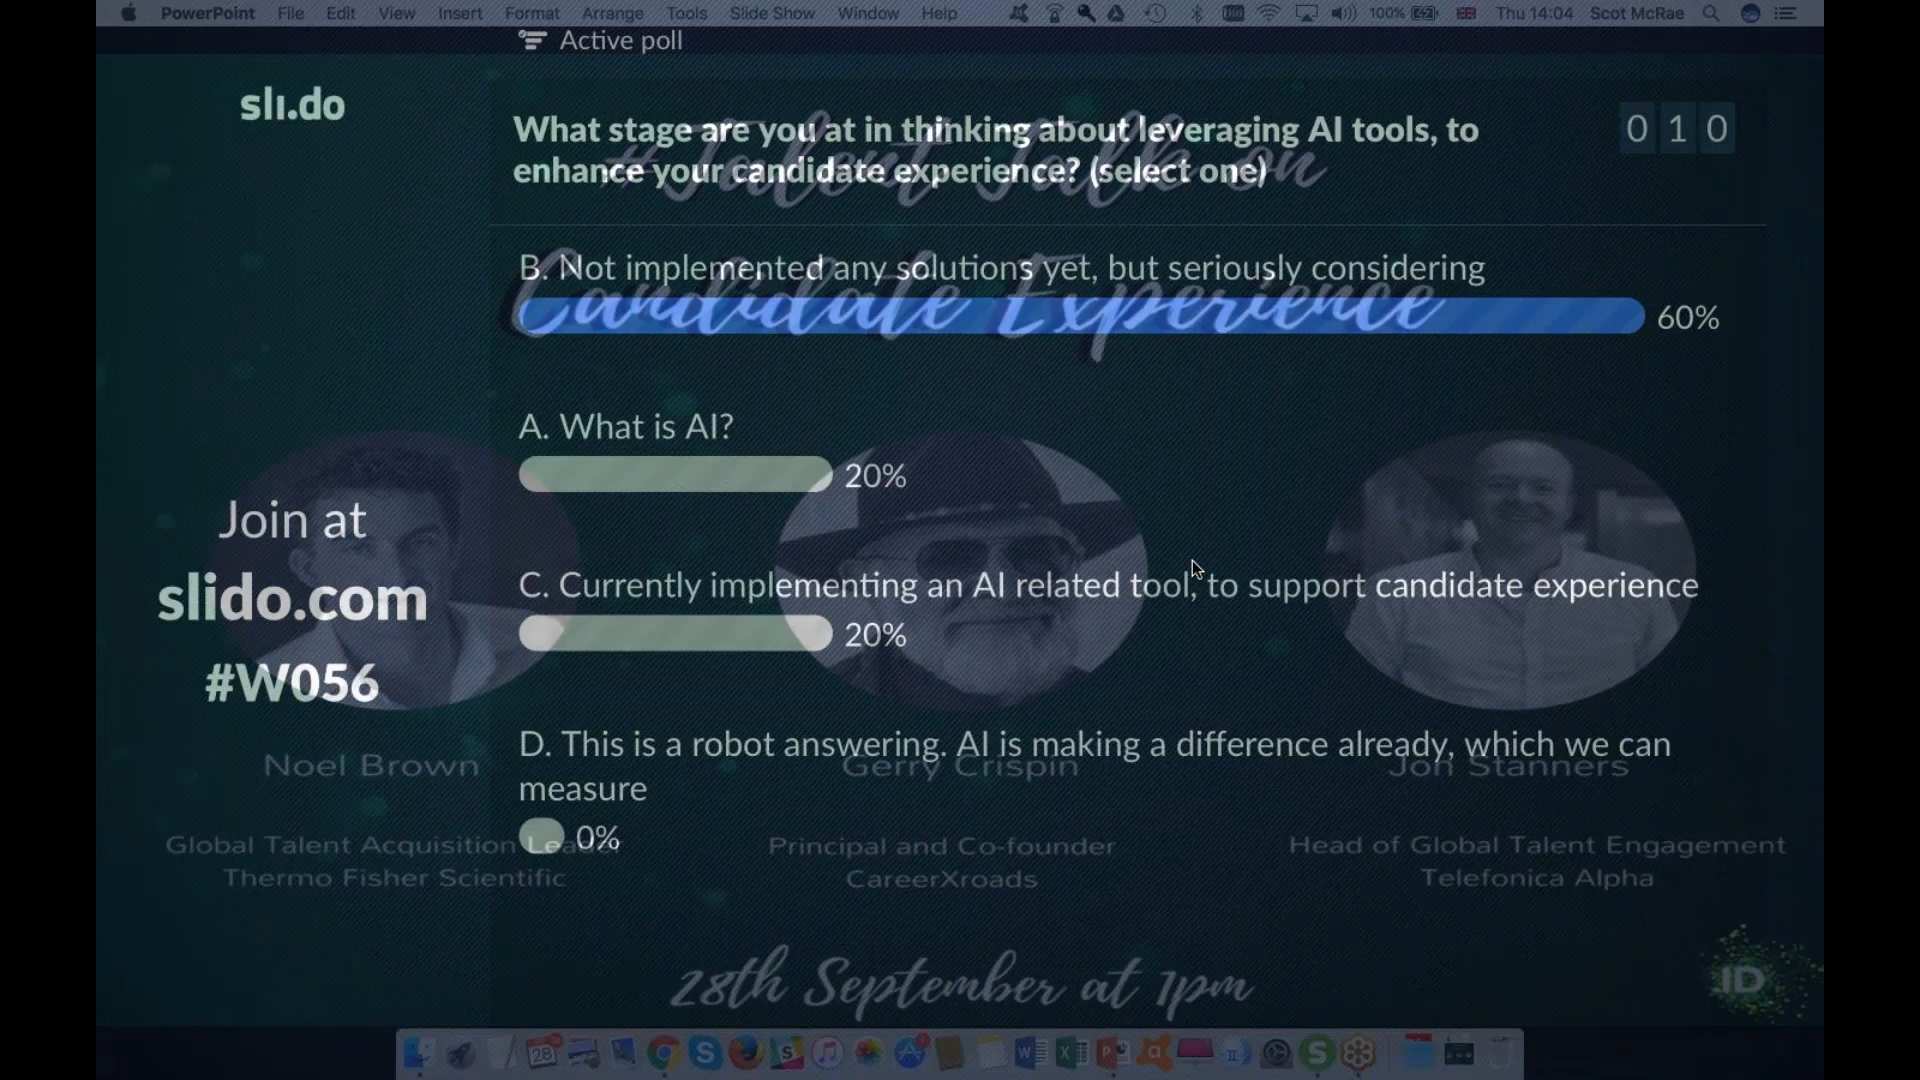 PowerPoint File Edit View Insert Format Arrange Tools Slide Show Window Help 100% Thu 14:04 Scot McRae
Active poll
sli.do
What stage are you at in thinking about leveraging AI tools, to
enhance your candidate experience? (select one)
0 1 0
#Talent Talk on
Candidate Experience
B. Not implemented any solutions yet, but seriously considering
60%
A. What is AI?
20%
C. Currently implementing an AI related tool, to support candidate experience
20%
D. This is a robot answering. AI is making a difference already, which we can
measure
0%
Join at
slido.com
#W056
Noel Brown
Global Talent Acquisition Leader
Thermo Fisher Scientific
Gerry Crispin
Principal and Co-founder
CareerXroads
Jon Stanners
Head of Global Talent Engagement
Telefonica Alpha
28th September at 1pm
ID
28